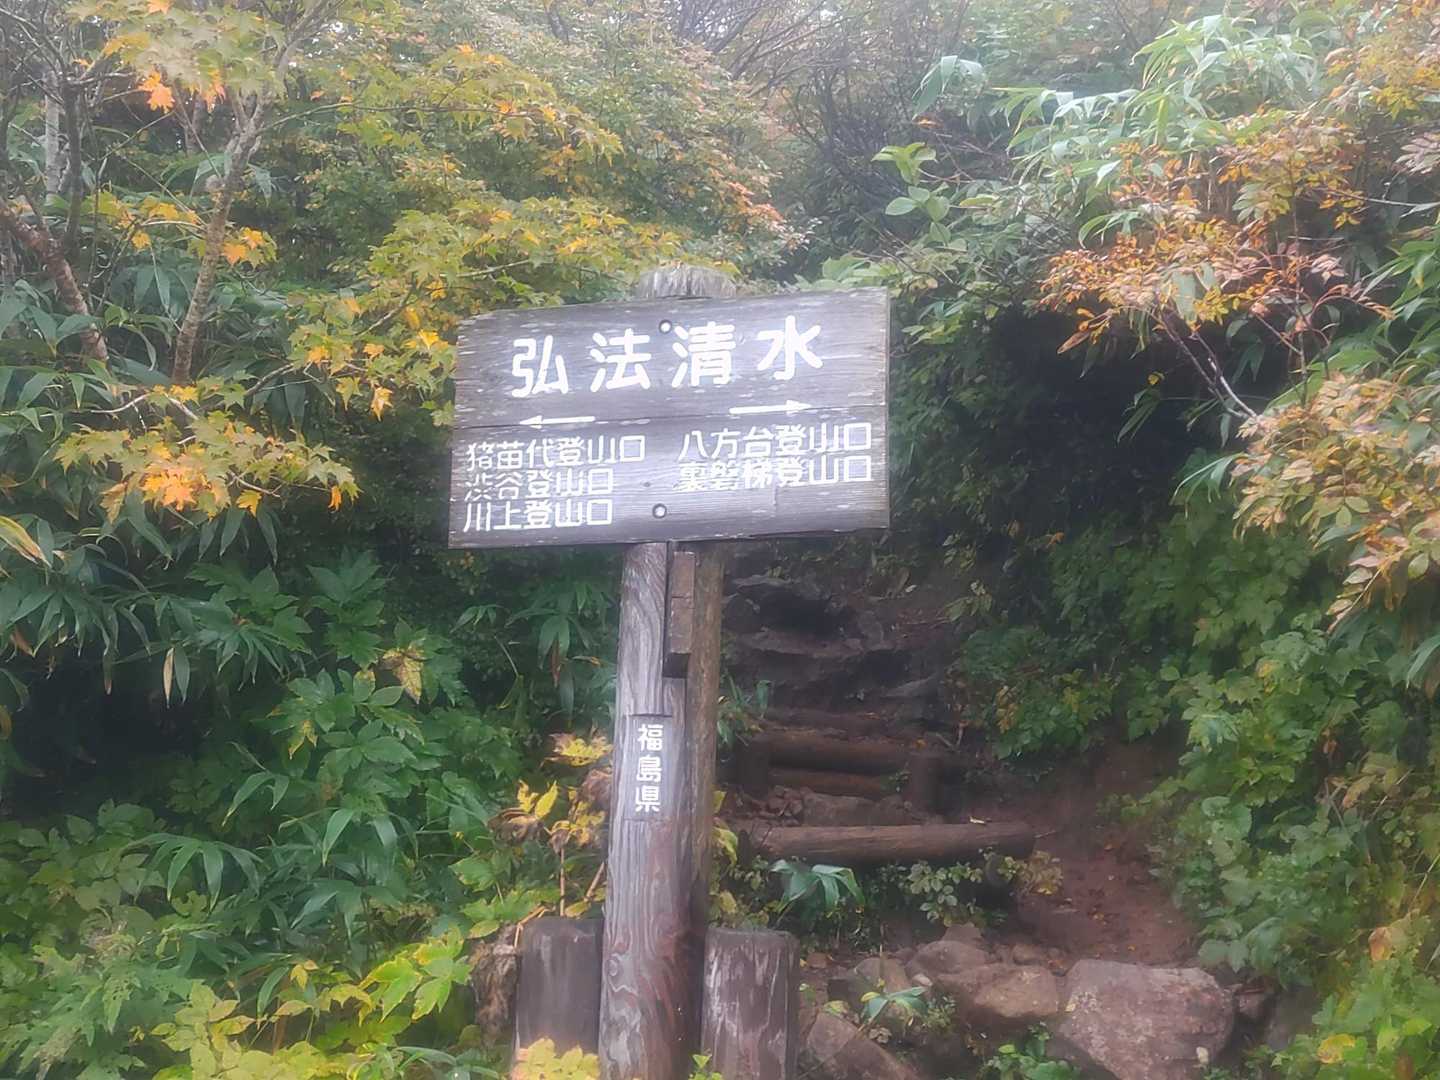 弘法清水
← →
猪苗代登山口 八方台登山口
渋谷登山口 裏磐梯登山口
川上登山口
福島県